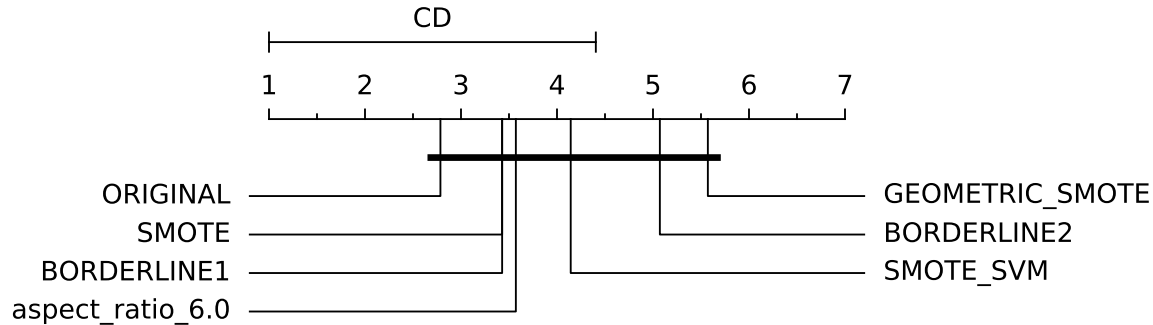 CD
1 2 3 4 5 6 7
ORIGINAL GEOMETRIC_SMOTE
SMOTE BORDERLINE2
BORDERLINE1 SMOTE_SVM
aspect_ratio_6.0